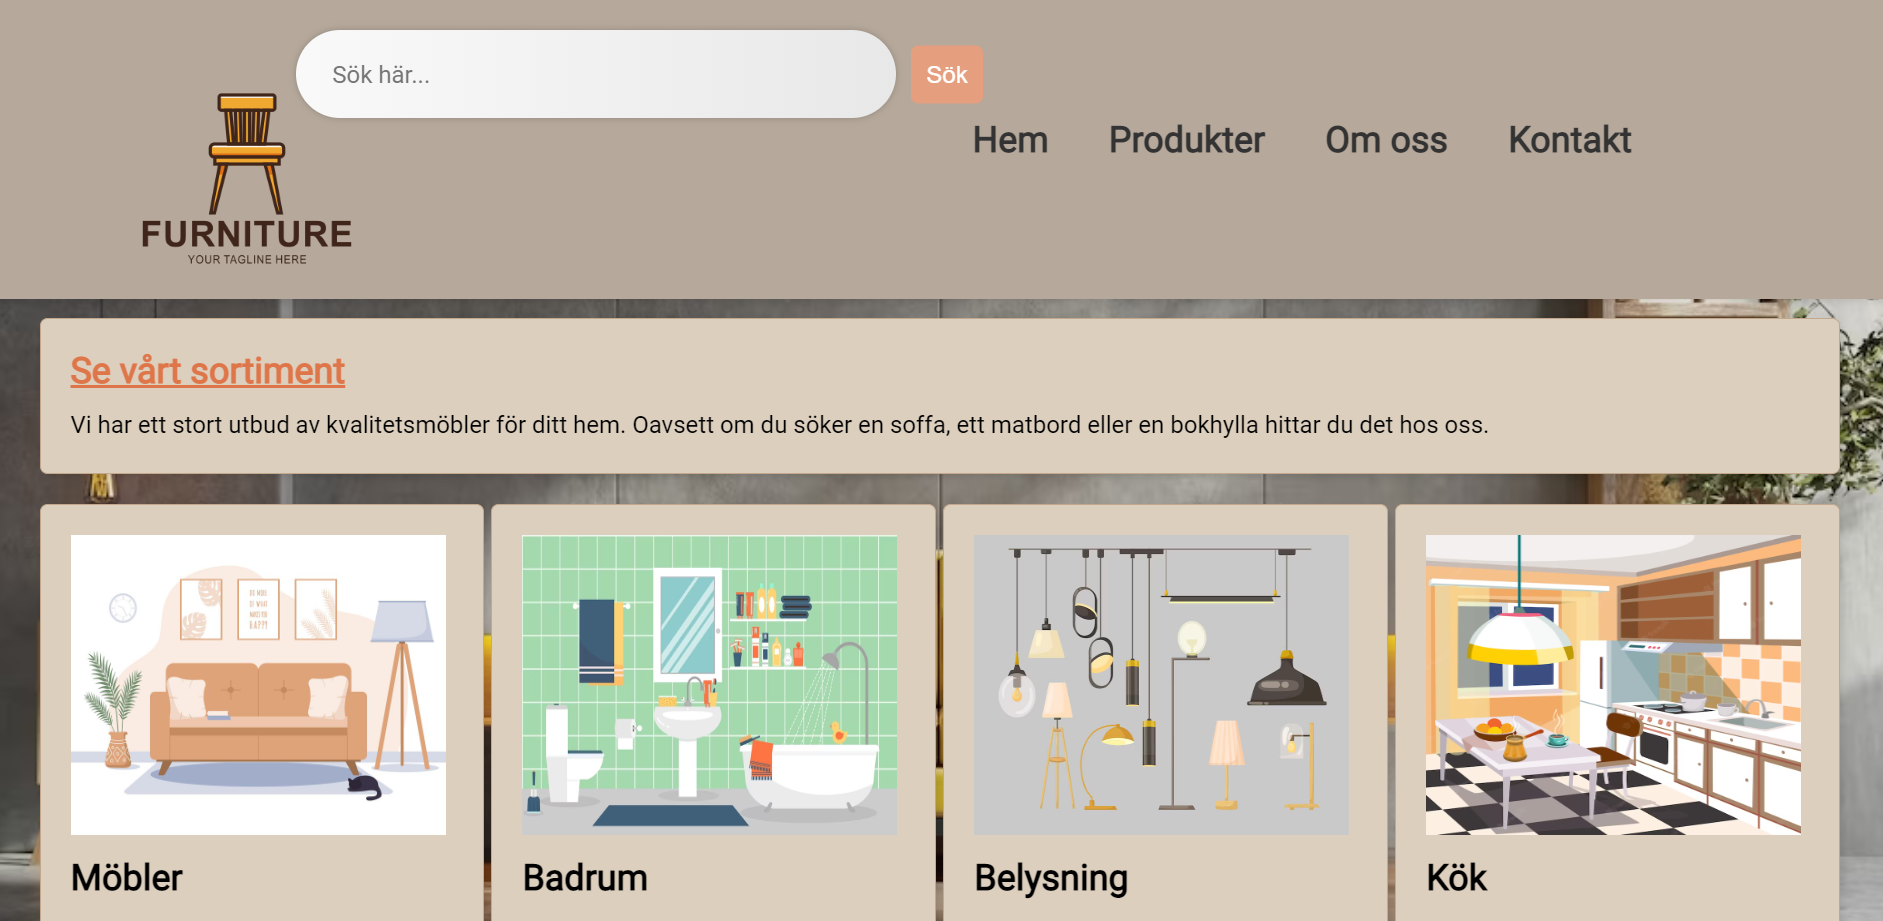 Sök här...
Sök
Hem
Produkter
Om oss
Kontakt
FURNITURE
YOUR TAGLINE HERE
Se vårt sortiment
Vi har ett stort utbud av kvalitetsmöbler för ditt hem. Oavsett om du söker en soffa, ett matbord eller en bokhylla hittar du det hos oss.
Möbler
Badrum
Belysning
Kök